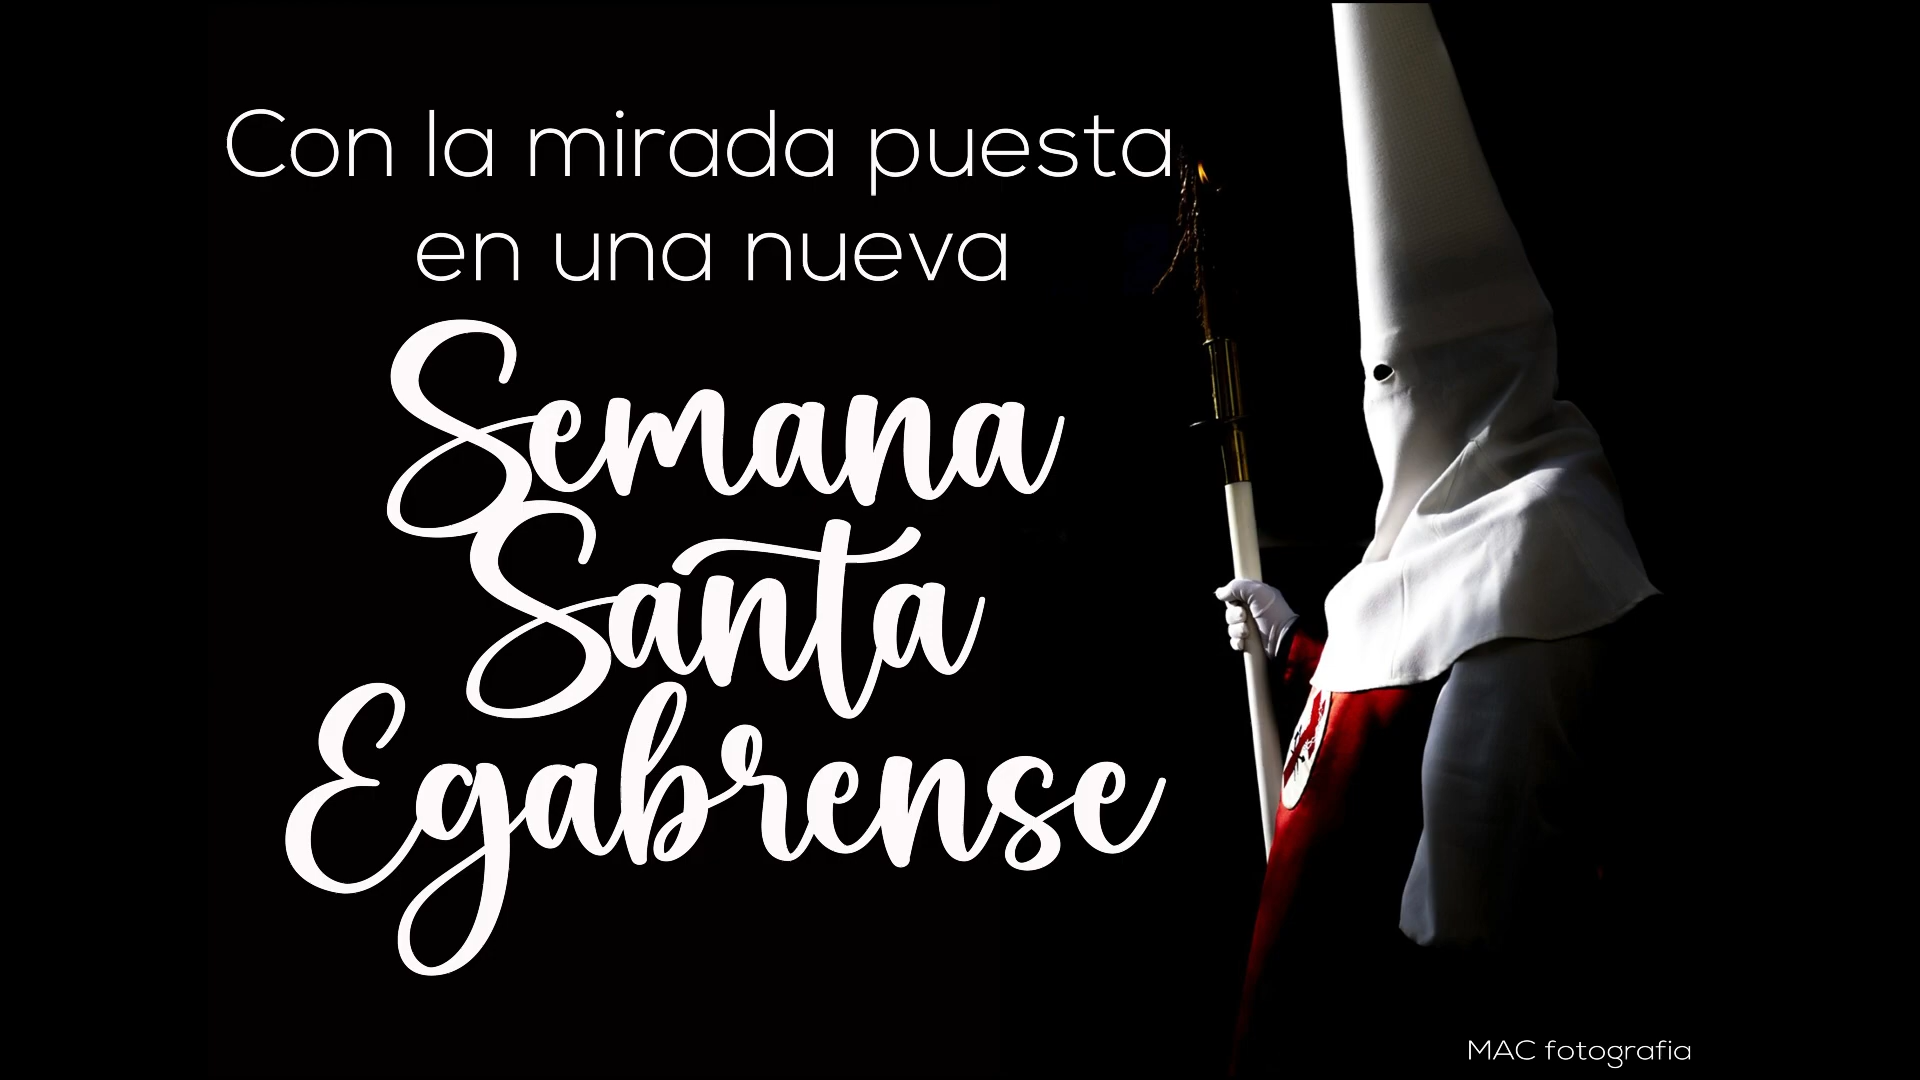 Con la mirada puesta
en una nueva
Semana
Santa
Egabrense
MAC fotografia